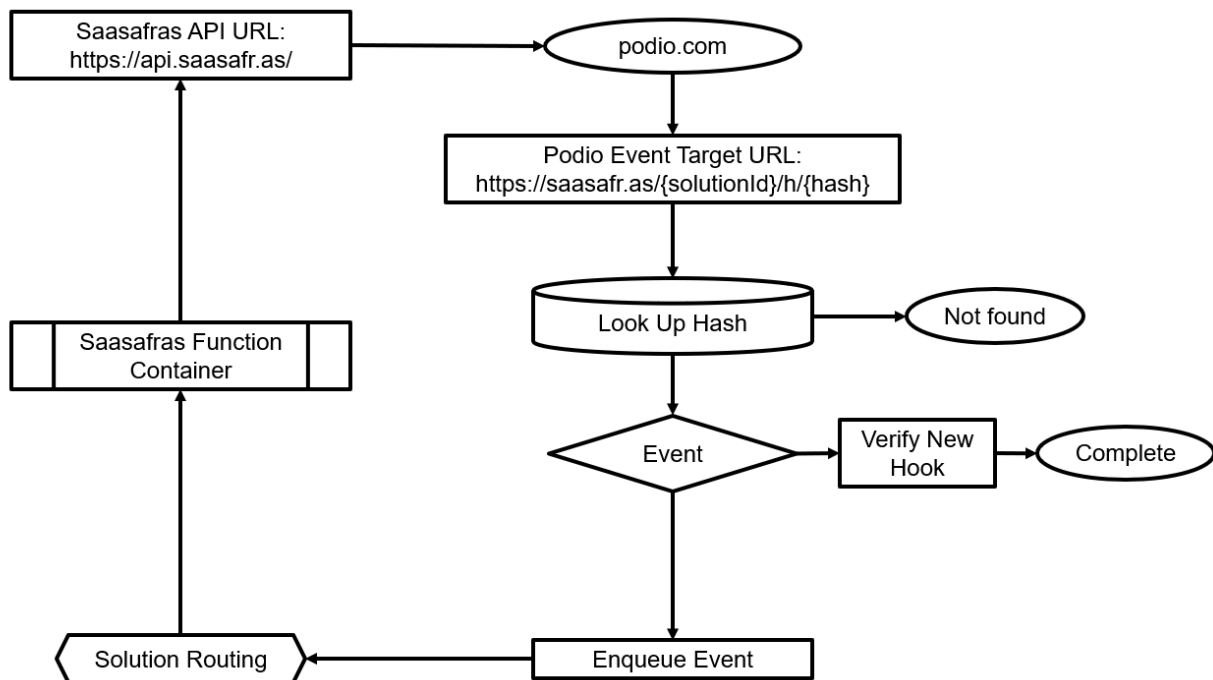 Saasafras API URL:
https://api.saasafr.as/
podio.com
Podio Event Target URL:
https://saasafr.as/{solutionId}/h/{hash}
Look Up Hash
Not found
Saasafras Function
Container
Event
Verify New
Hook
Complete
Solution Routing
Enqueue Event